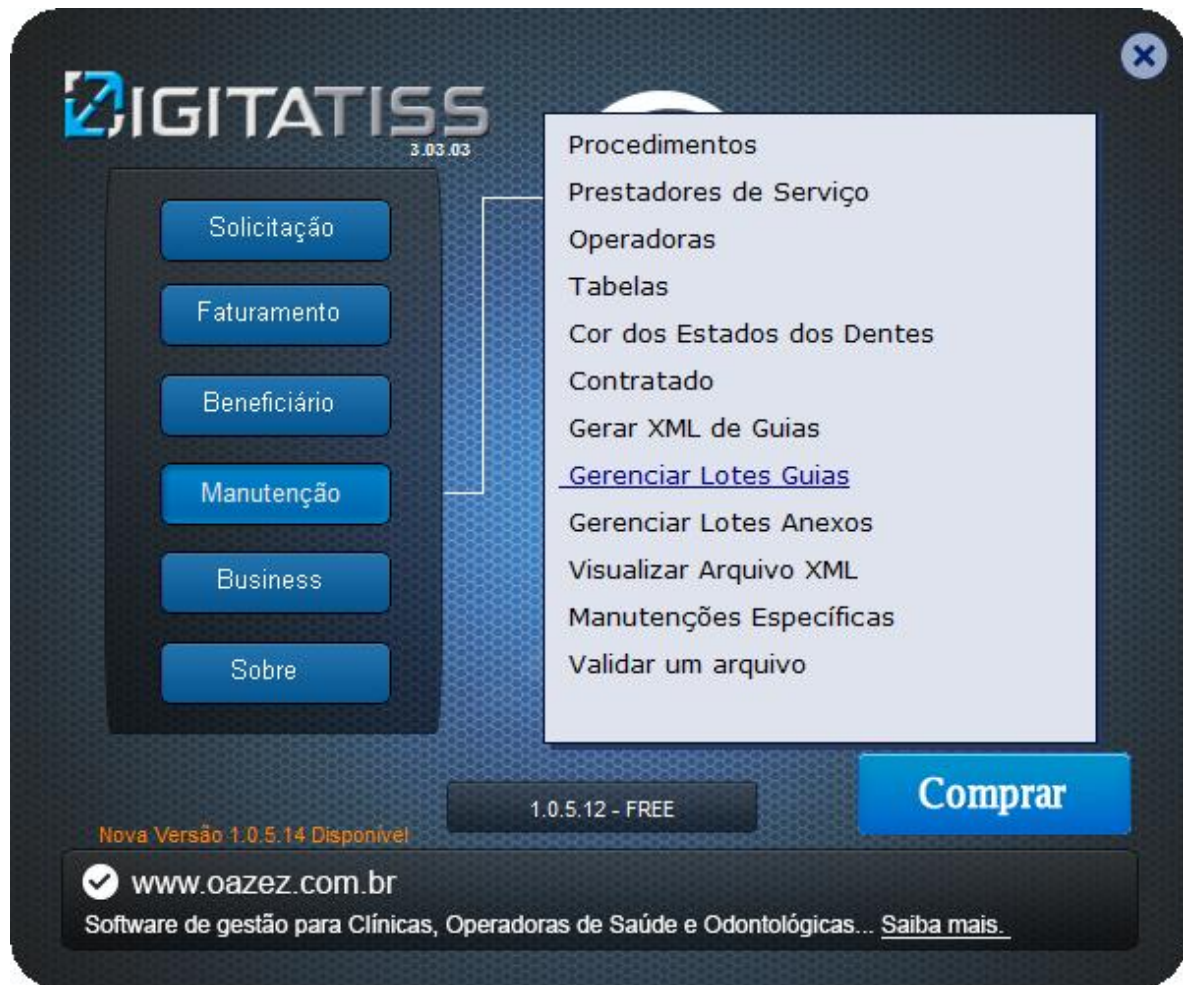 DIGITATISS
3.03.03
Solicitação
Faturamento
Beneficiário
Manutenção
Business
Sobre
Procedimentos
Prestadores de Serviço
Operadoras
Tabelas
Cor dos Estados dos Dentes
Contratado
Gerar XML de Guias
Gerenciar Lotes Guias
Gerenciar Lotes Anexos
Visualizar Arquivo XML
Manutenções Específicas
Validar um arquivo
Comprar
1.0.5.12 - FREE
Nova Versão 1.0.5.14 Disponível
www.oazez.com.br
Software de gestão para Clínicas, Operadoras de Saúde e Odontológicas... Saiba mais.